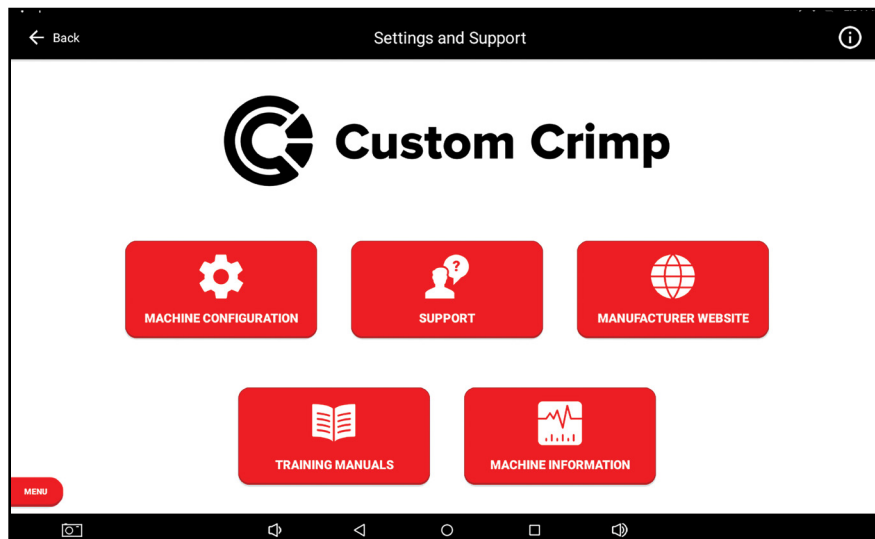 Back
Settings and Support
Custom Crimp
MACHINE CONFIGURATION
SUPPORT
MANUFACTURER WEBSITE
TRAINING MANUALS
MACHINE INFORMATION
MENU